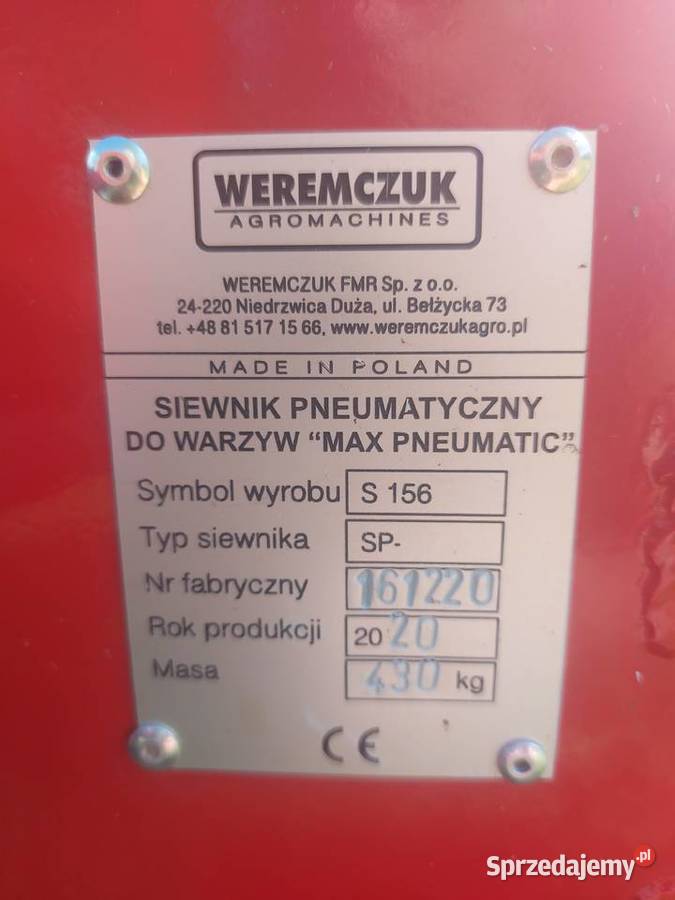 WEREMCZUK
AGROMACHINES
WEREMCZUK FMR Sp. z o.o.
24-220 Niedrzwica Duża, ul. Bełżycka 73
tel. +48 81 517 15 66, www.weremczukagro.pl
MADE IN POLAND
SIEWNIK PNEUMATYCZNY
DO WARZYW “MAX PNEUMATIC”
Symbol wyrobu S 156
Typ siewnika SP-
Nr fabryczny 161220
Rok produkcji 2020
Masa 430 kg
CE
Sprzedajemy.pl